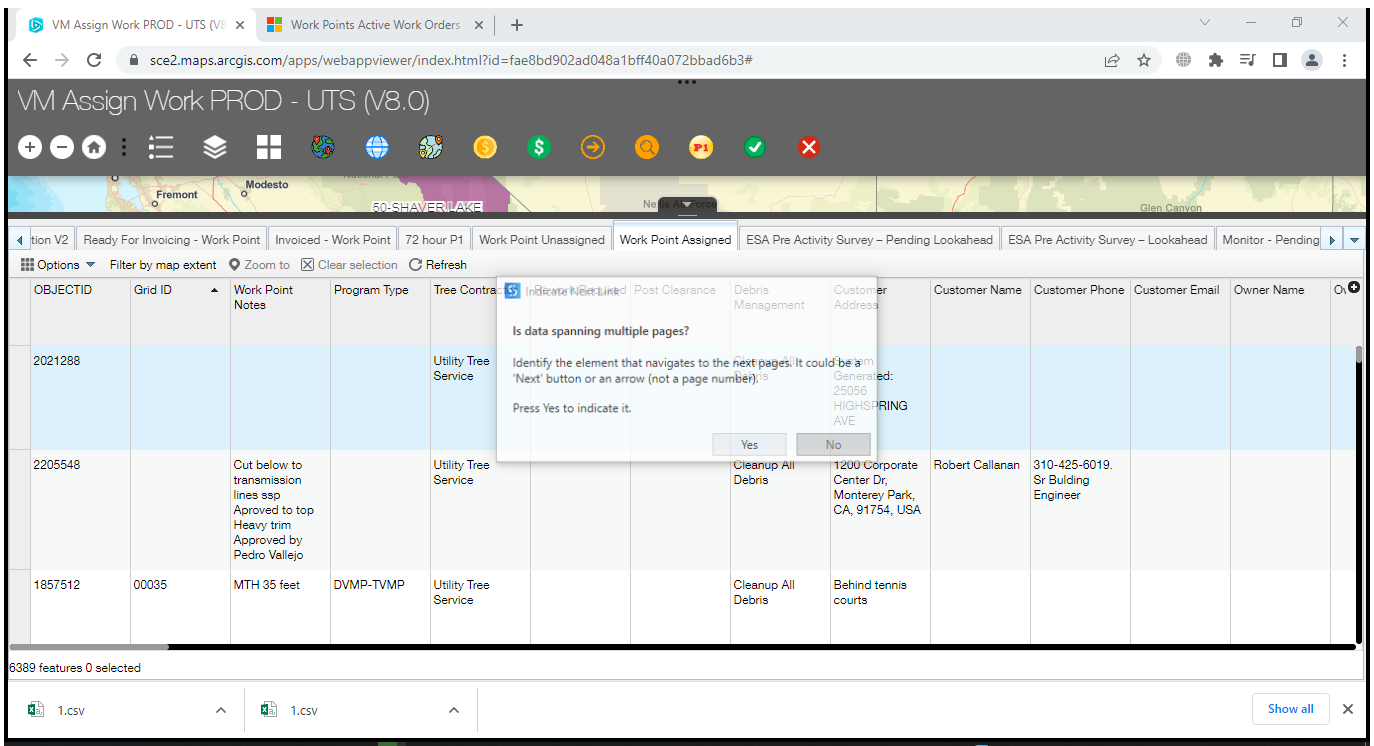 VM Assign Work PROD - UTS (V8
Work Points Active Work Orders
sce2.maps.arcgis.com/apps/webappviewer/index.html?id=fae8bd902ad048a1bff40a072bbad6b3#
VM Assign Work PROD - UTS (V8.0)
P1
Modesto
Fremont
50-SHAVER LAKE
Glen Canyon
tion V2
Ready For Invoicing - Work Point
Invoiced - Work Point
72 hour P1
Work Point Unassigned
Work Point Assigned
ESA Pre Activity Survey – Pending Lookahead
ESA Pre Activity Survey – Lookahead
Monitor - Pending
Options
Filter by map extent
Zoom to
Clear selection
Refresh
OBJECTID
Grid ID
Work Point
Notes
Program Type
Tree Contrac
Rework Required
Post Clearance
Debris
Management
Customer
Address
Customer Name
Customer Phone
Customer Email
Owner Name
Indicate Next Link
Is data spanning multiple pages?
Identify the element that navigates to the next pages. It could be a
'Next' button or an arrow (not a page number).
Press Yes to indicate it.
Yes
No
2021288
Utility Tree
Service
Cleanup All
Debris
System
Generated:
25056
HIGHSPRING
AVE
2205548
Cut below to
transmission
lines ssp
Aproved to top
Heavy trim
Approved by
Pedro Vallejo
Utility Tree
Service
Cleanup All
Debris
1200 Corporate
Center Dr,
Monterey Park,
CA, 91754, USA
Robert Callanan
310-425-6019.
Sr Bulding
Engineer
1857512
00035
MTH 35 feet
DVMP-TVMP
Utility Tree
Service
Cleanup All
Debris
Behind tennis
courts
6389 features 0 selected
1.csv
1.csv
Show all